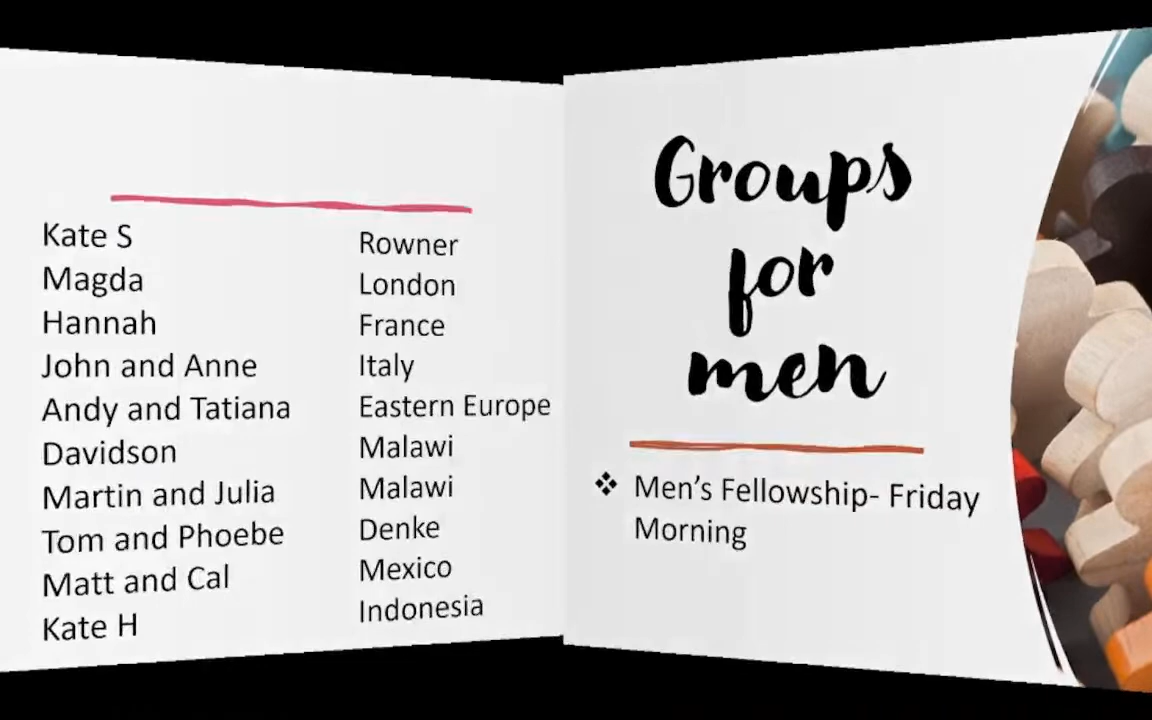 Kate S
Magda
Hannah
John and Anne
Andy and Tatiana
Davidson
Martin and Julia
Tom and Phoebe
Matt and Cal
Kate H
Rowner
London
France
Italy
Eastern Europe
Malawi
Malawi
Denke
Mexico
Indonesia
Groups
for
men
❖ Men's Fellowship- Friday
Morning